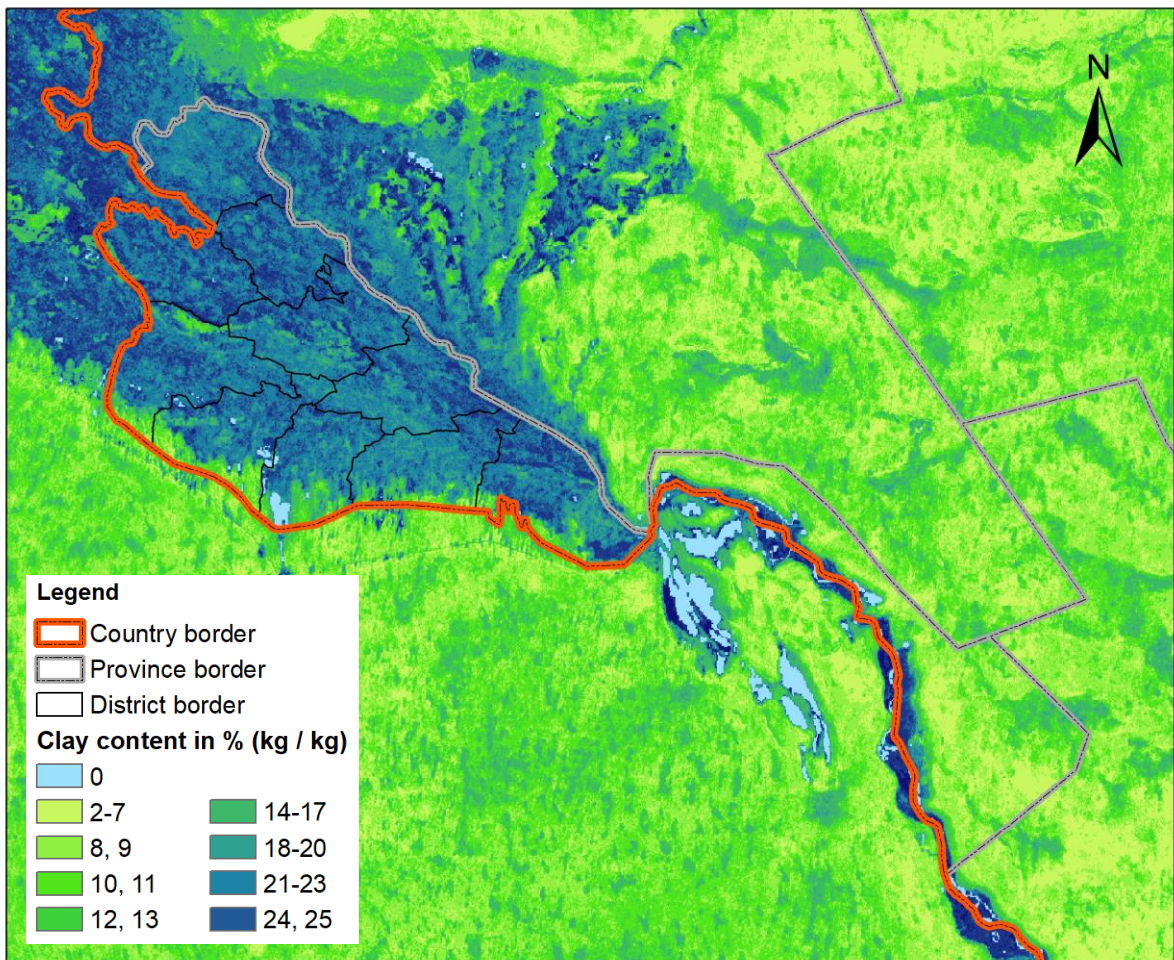 N
Legend
Country border
Province border
District border
Clay content in % (kg / kg)
0
2-7
14-17
8, 9
18-20
10, 11
21-23
12, 13
24, 25